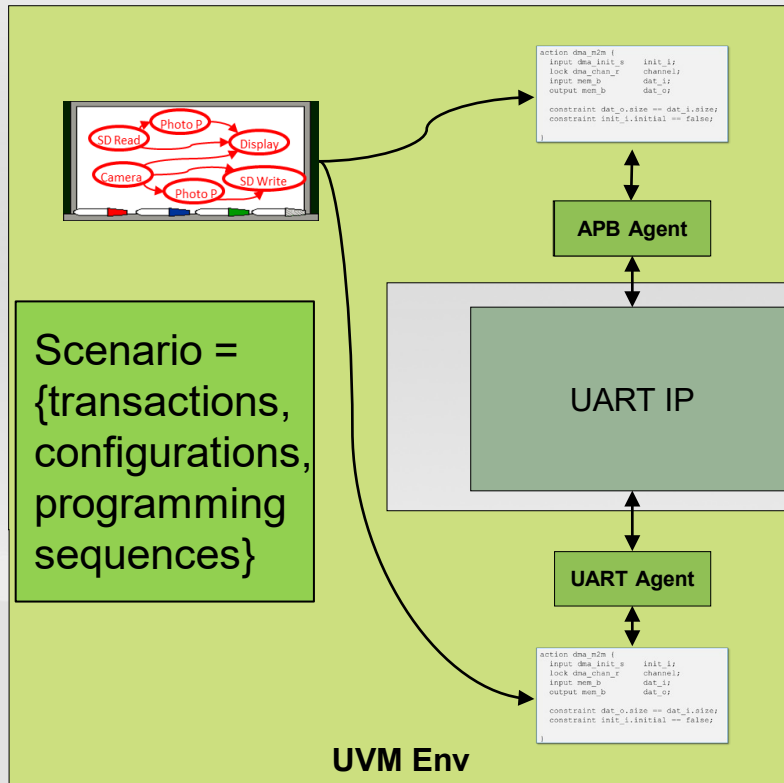 action dma_m2m {
input dma_init_s init_i;
lock dma_chan_r channel;
input mem_b dat_i;
output mem_b dat_o;
constraint dat_o.size == dat_i.size;
constraint init_i.initial == false;
}
Photo P
SD Read
Display
Camera
SD Write
Photo P
APB Agent
Scenario =
{transactions,
configurations,
programming
sequences}
UART IP
UART Agent
action dma_m2m {
input dma_init_s init_i;
lock dma_chan_r channel;
input mem_b dat_i;
output mem_b dat_o;
constraint dat_o.size == dat_i.size;
constraint init_i.initial == false;
}
UVM Env